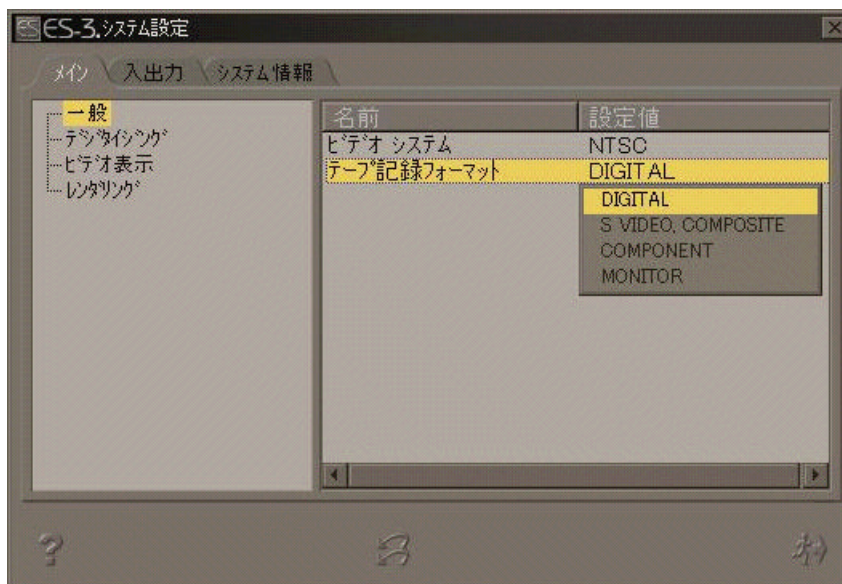 ES ES-3.システム設定
メイン 入出力 システム情報
一般
デジタイジング
ビデオ表示
レンダリング
名前 設定値
ビデオ システム NTSC
テープ記録フォーマット DIGITAL
DIGITAL
S VIDEO, COMPOSITE
COMPONENT
MONITOR
?